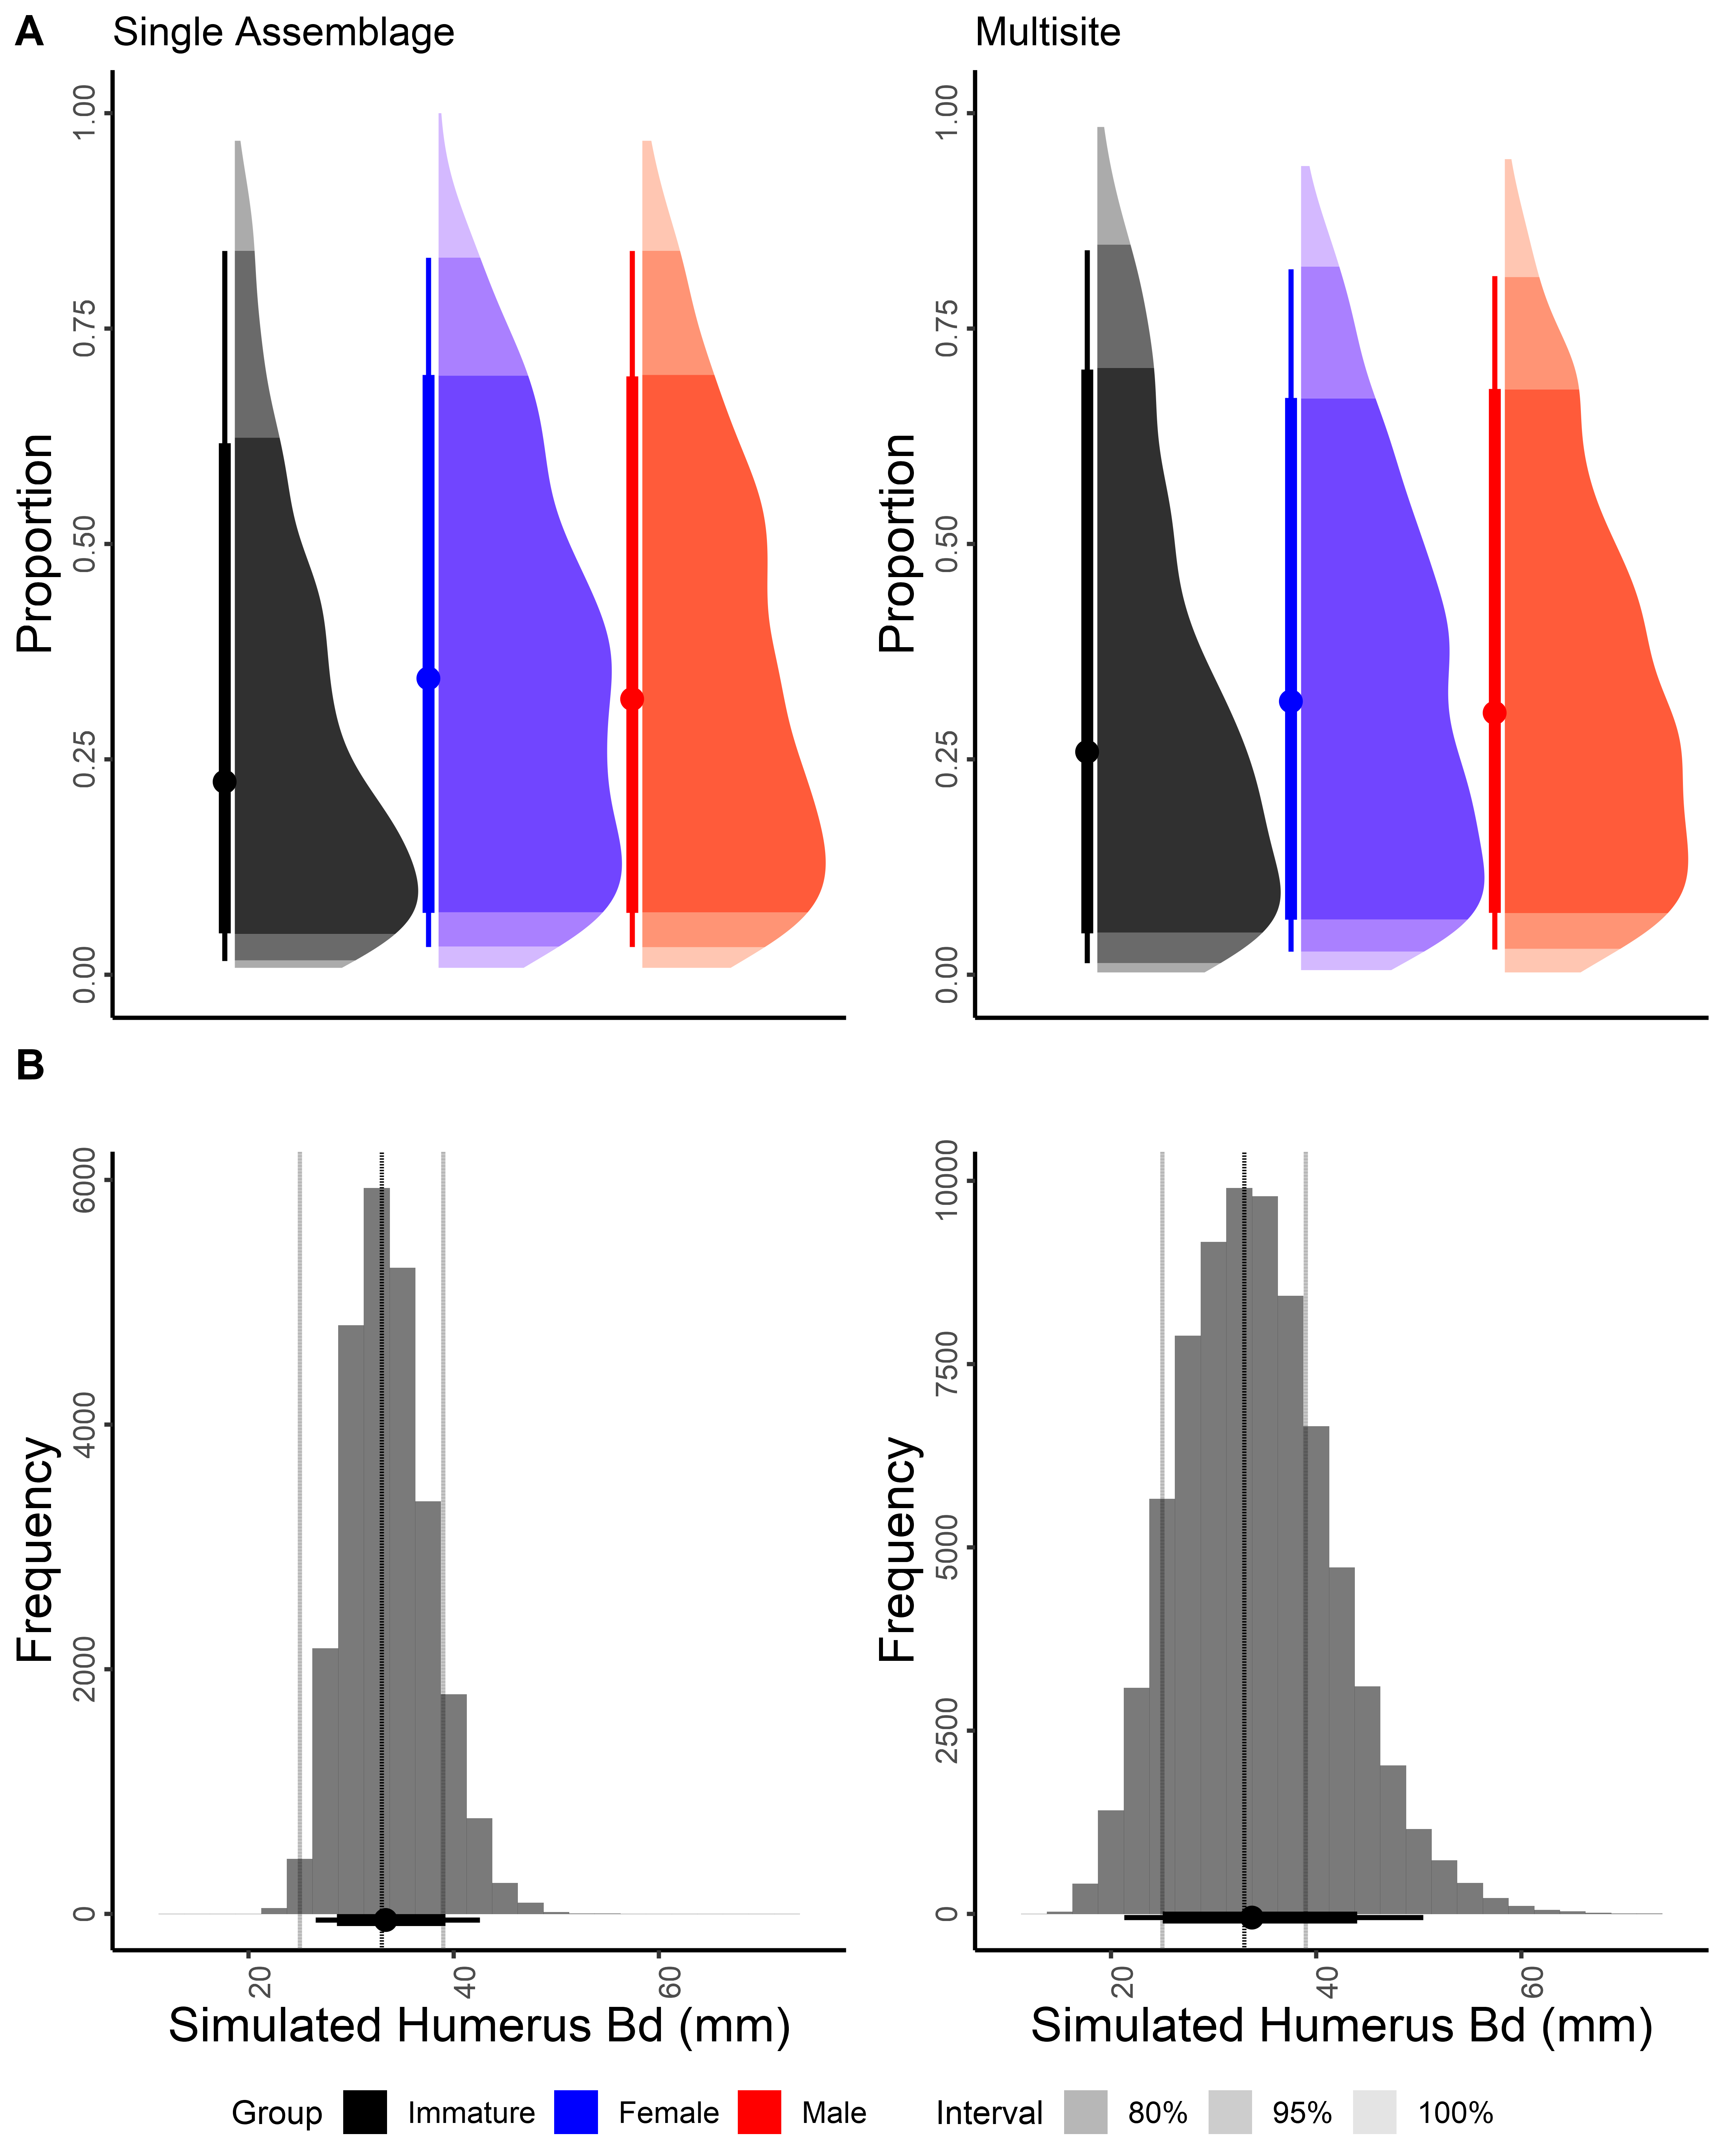 A Single Assemblage Multisite
1.00
0.75
0.50
0.25
0.00
Proportion
1.00
0.75
0.50
0.25
0.00
Proportion
B
6000
4000
2000
0
Frequency
20 40 60
Simulated Humerus Bd (mm)
10000
7500
5000
2500
0
Frequency
20 40 60
Simulated Humerus Bd (mm)
Group Immature Female Male Interval 80% 95% 100%